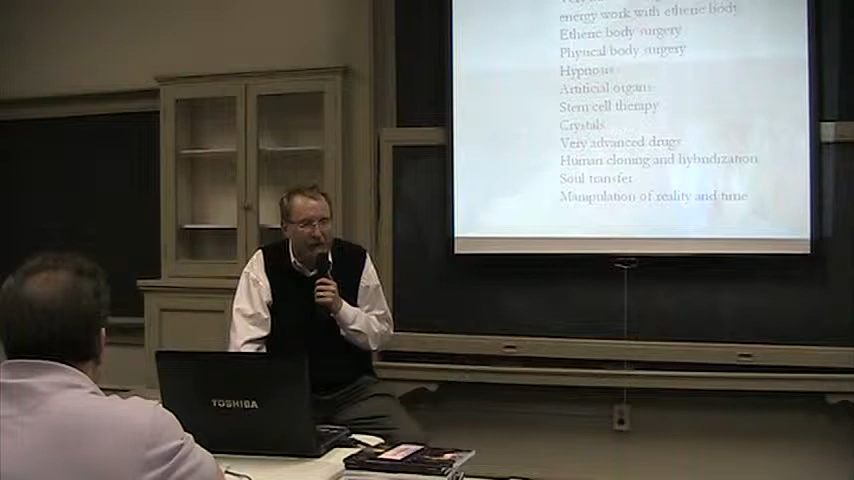 energy work with etheric body
Etheric body surgery
Physical body surgery
Hypnosis
Artificial organs
Stem cell therapy
Crystals
Very advanced drugs
Human cloning and hybridization
Soul transfer
Manipulation of reality and time
TOSHIBA